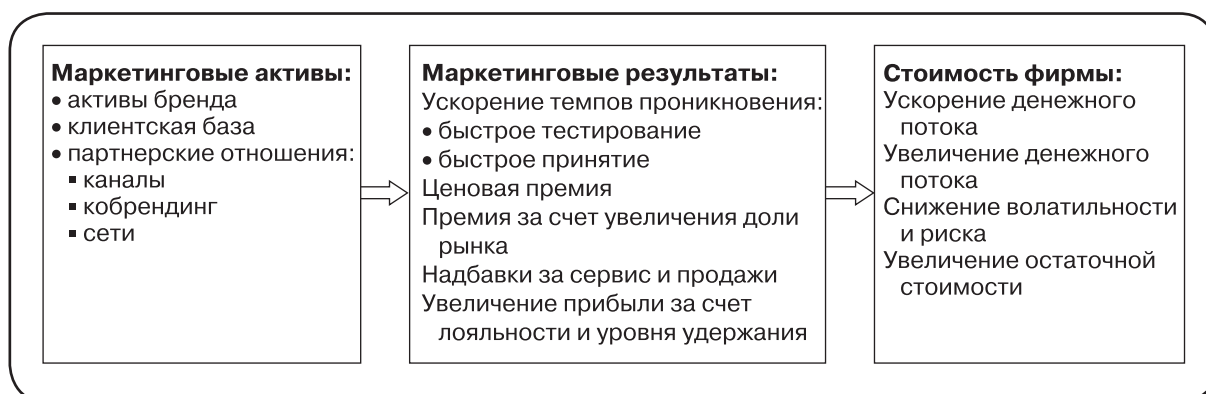 Маркетинговые активы:
• активы бренда
• клиентская база
• партнерские отношения:
▪ каналы
▪ кобрендинг
▪ сети
Маркетинговые результаты:
Ускорение темпов проникновения:
• быстрое тестирование
• быстрое принятие
Ценовая премия
Премия за счет увеличения доли
рынка
Надбавки за сервис и продажи
Увеличение прибыли за счет
лояльности и уровня удержания
Стоимость фирмы:
Ускорение денежного
потока
Увеличение денежного
потока
Снижение волатильности
и риска
Увеличение остаточной
стоимости